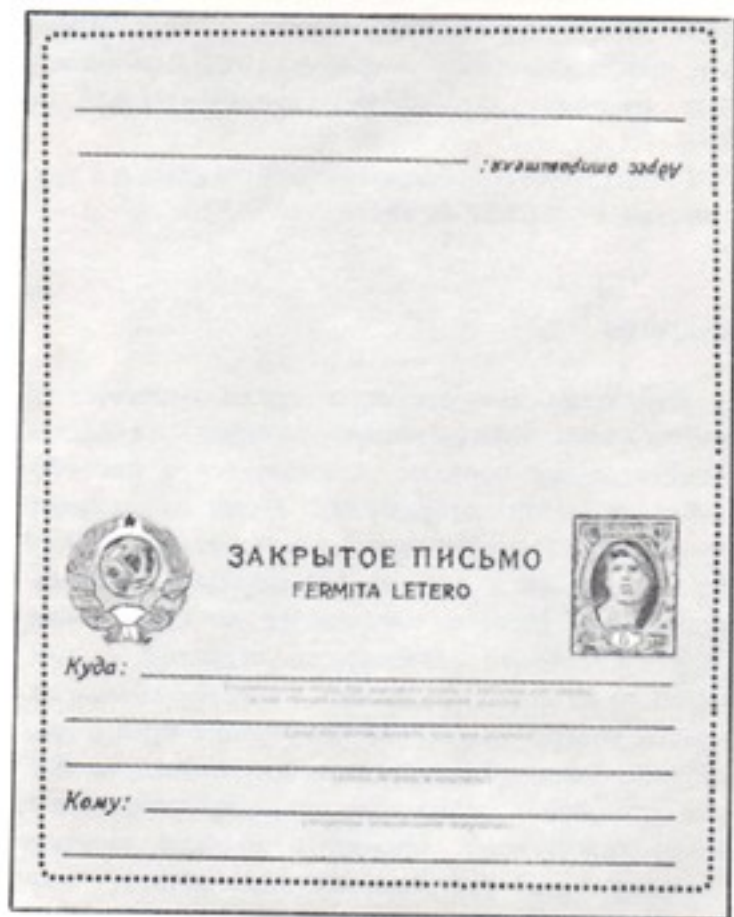 Адрес отправителя:
ЗАКРЫТОЕ ПИСЬМО
FERMITA LETERO
Куда:
Кому: